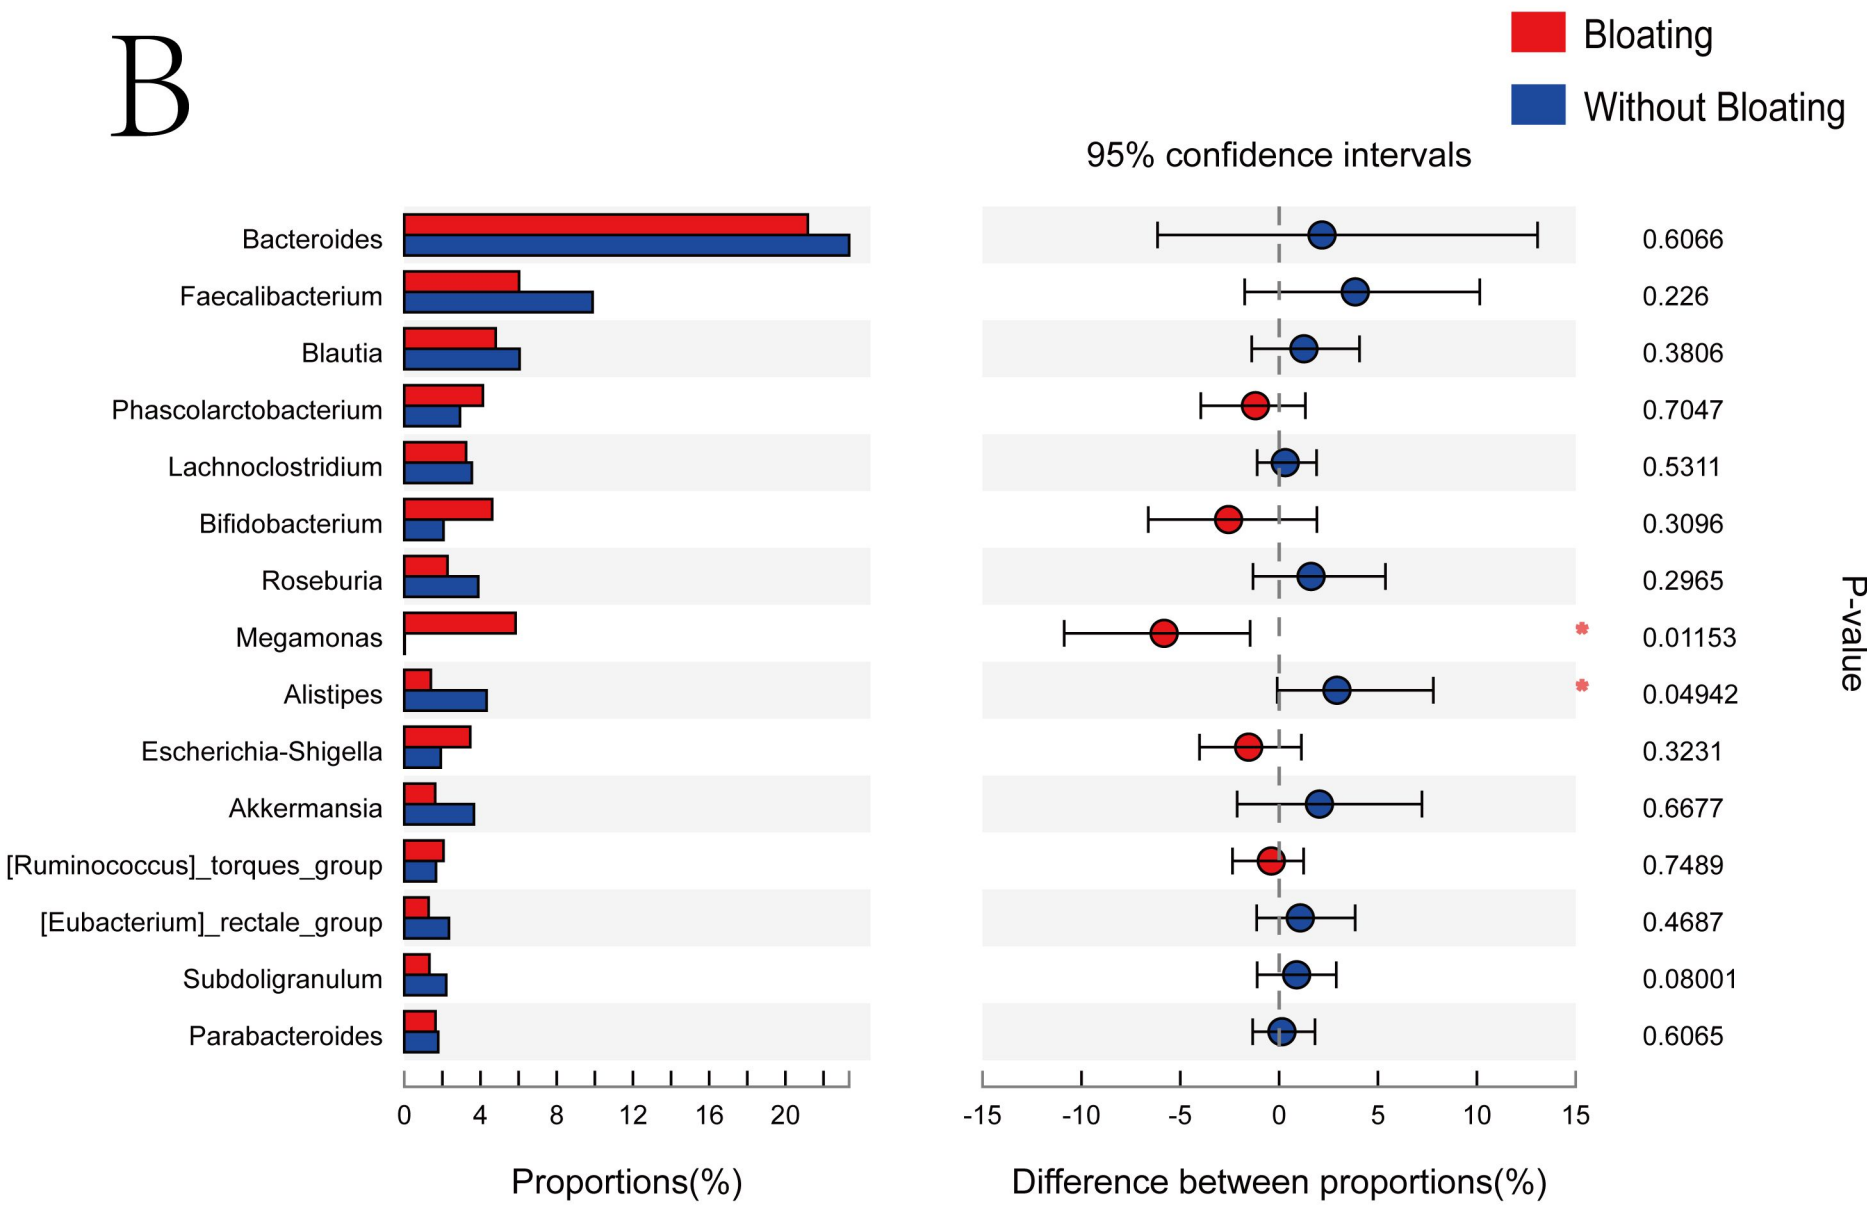 B
Bloating
Without Bloating
95% confidence intervals
Bacteroides 0.6066
Faecalibacterium 0.226
Blautia 0.3806
Phascolarctobacterium 0.7047
Lachnoclostridium 0.5311
Bifidobacterium 0.3096
Roseburia 0.2965
Megamonas * 0.01153
Alistipes * 0.04942
Escherichia-Shigella 0.3231
Akkermansia 0.6677
[Ruminococcus]_torques_group 0.7489
[Eubacterium]_rectale_group 0.4687
Subdoligranulum 0.08001
Parabacteroides 0.6065
P-value
0 4 8 12 16 20 -15 -10 -5 0 5 10 15
Proportions(%) Difference between proportions(%)